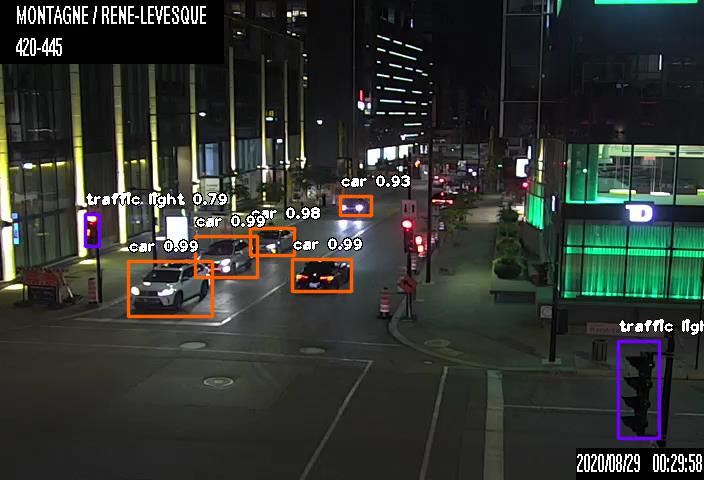 MONTAGNE / RENE-LEVESQUE
420-445
car 0.93
traffic light 0.79
car 0.99
car 0.98
car 0.99
car 0.99
TD
traffic ligh
2020/08/29 00:29:58